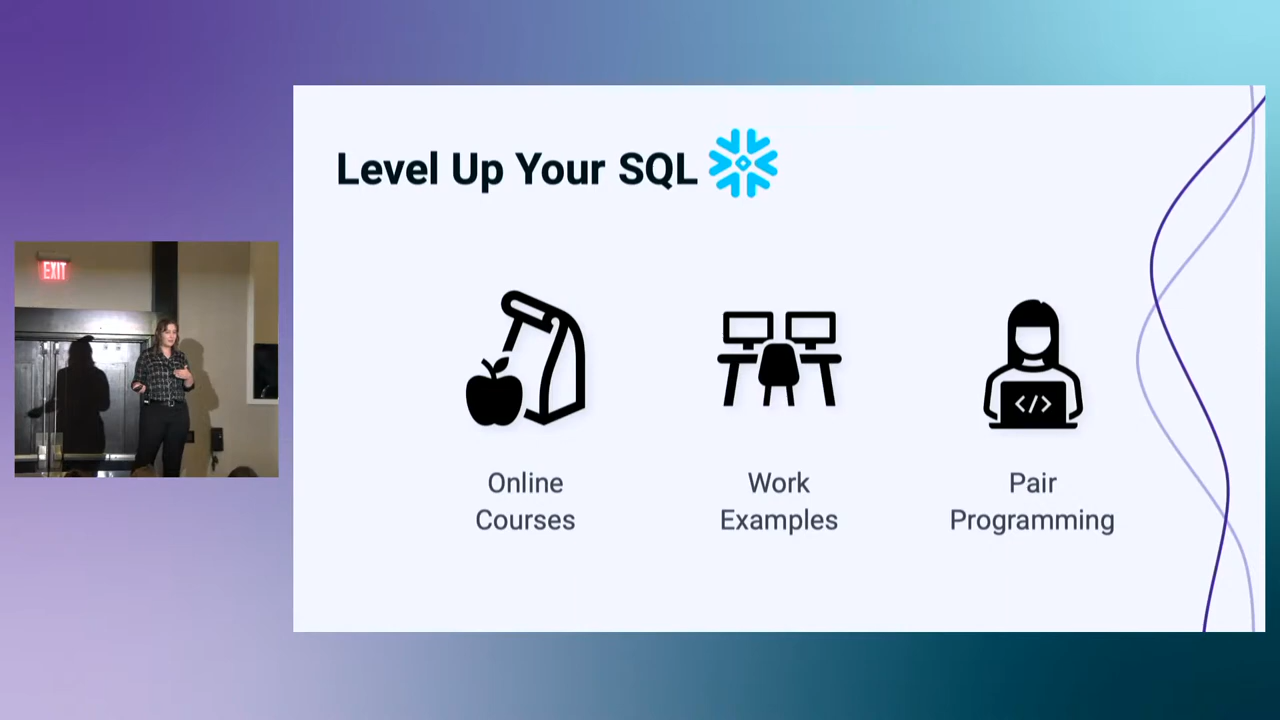 Level Up Your SQL
EXIT
</>
Online
Courses
Work
Examples
Pair
Programming